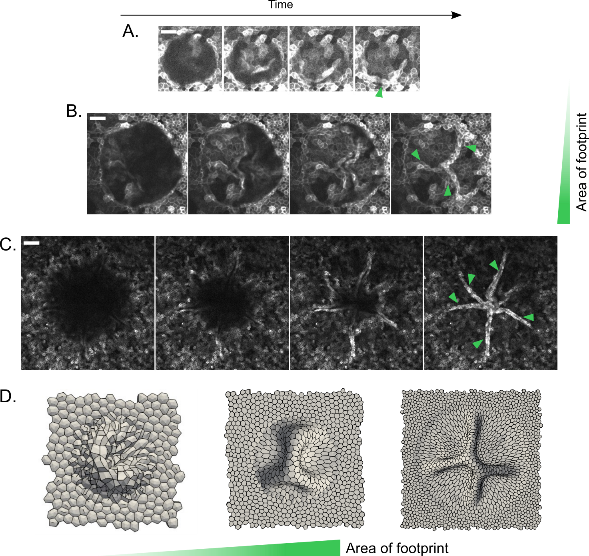 Time
A.
B.
Area of footprint
C.
D.
Area of footprint